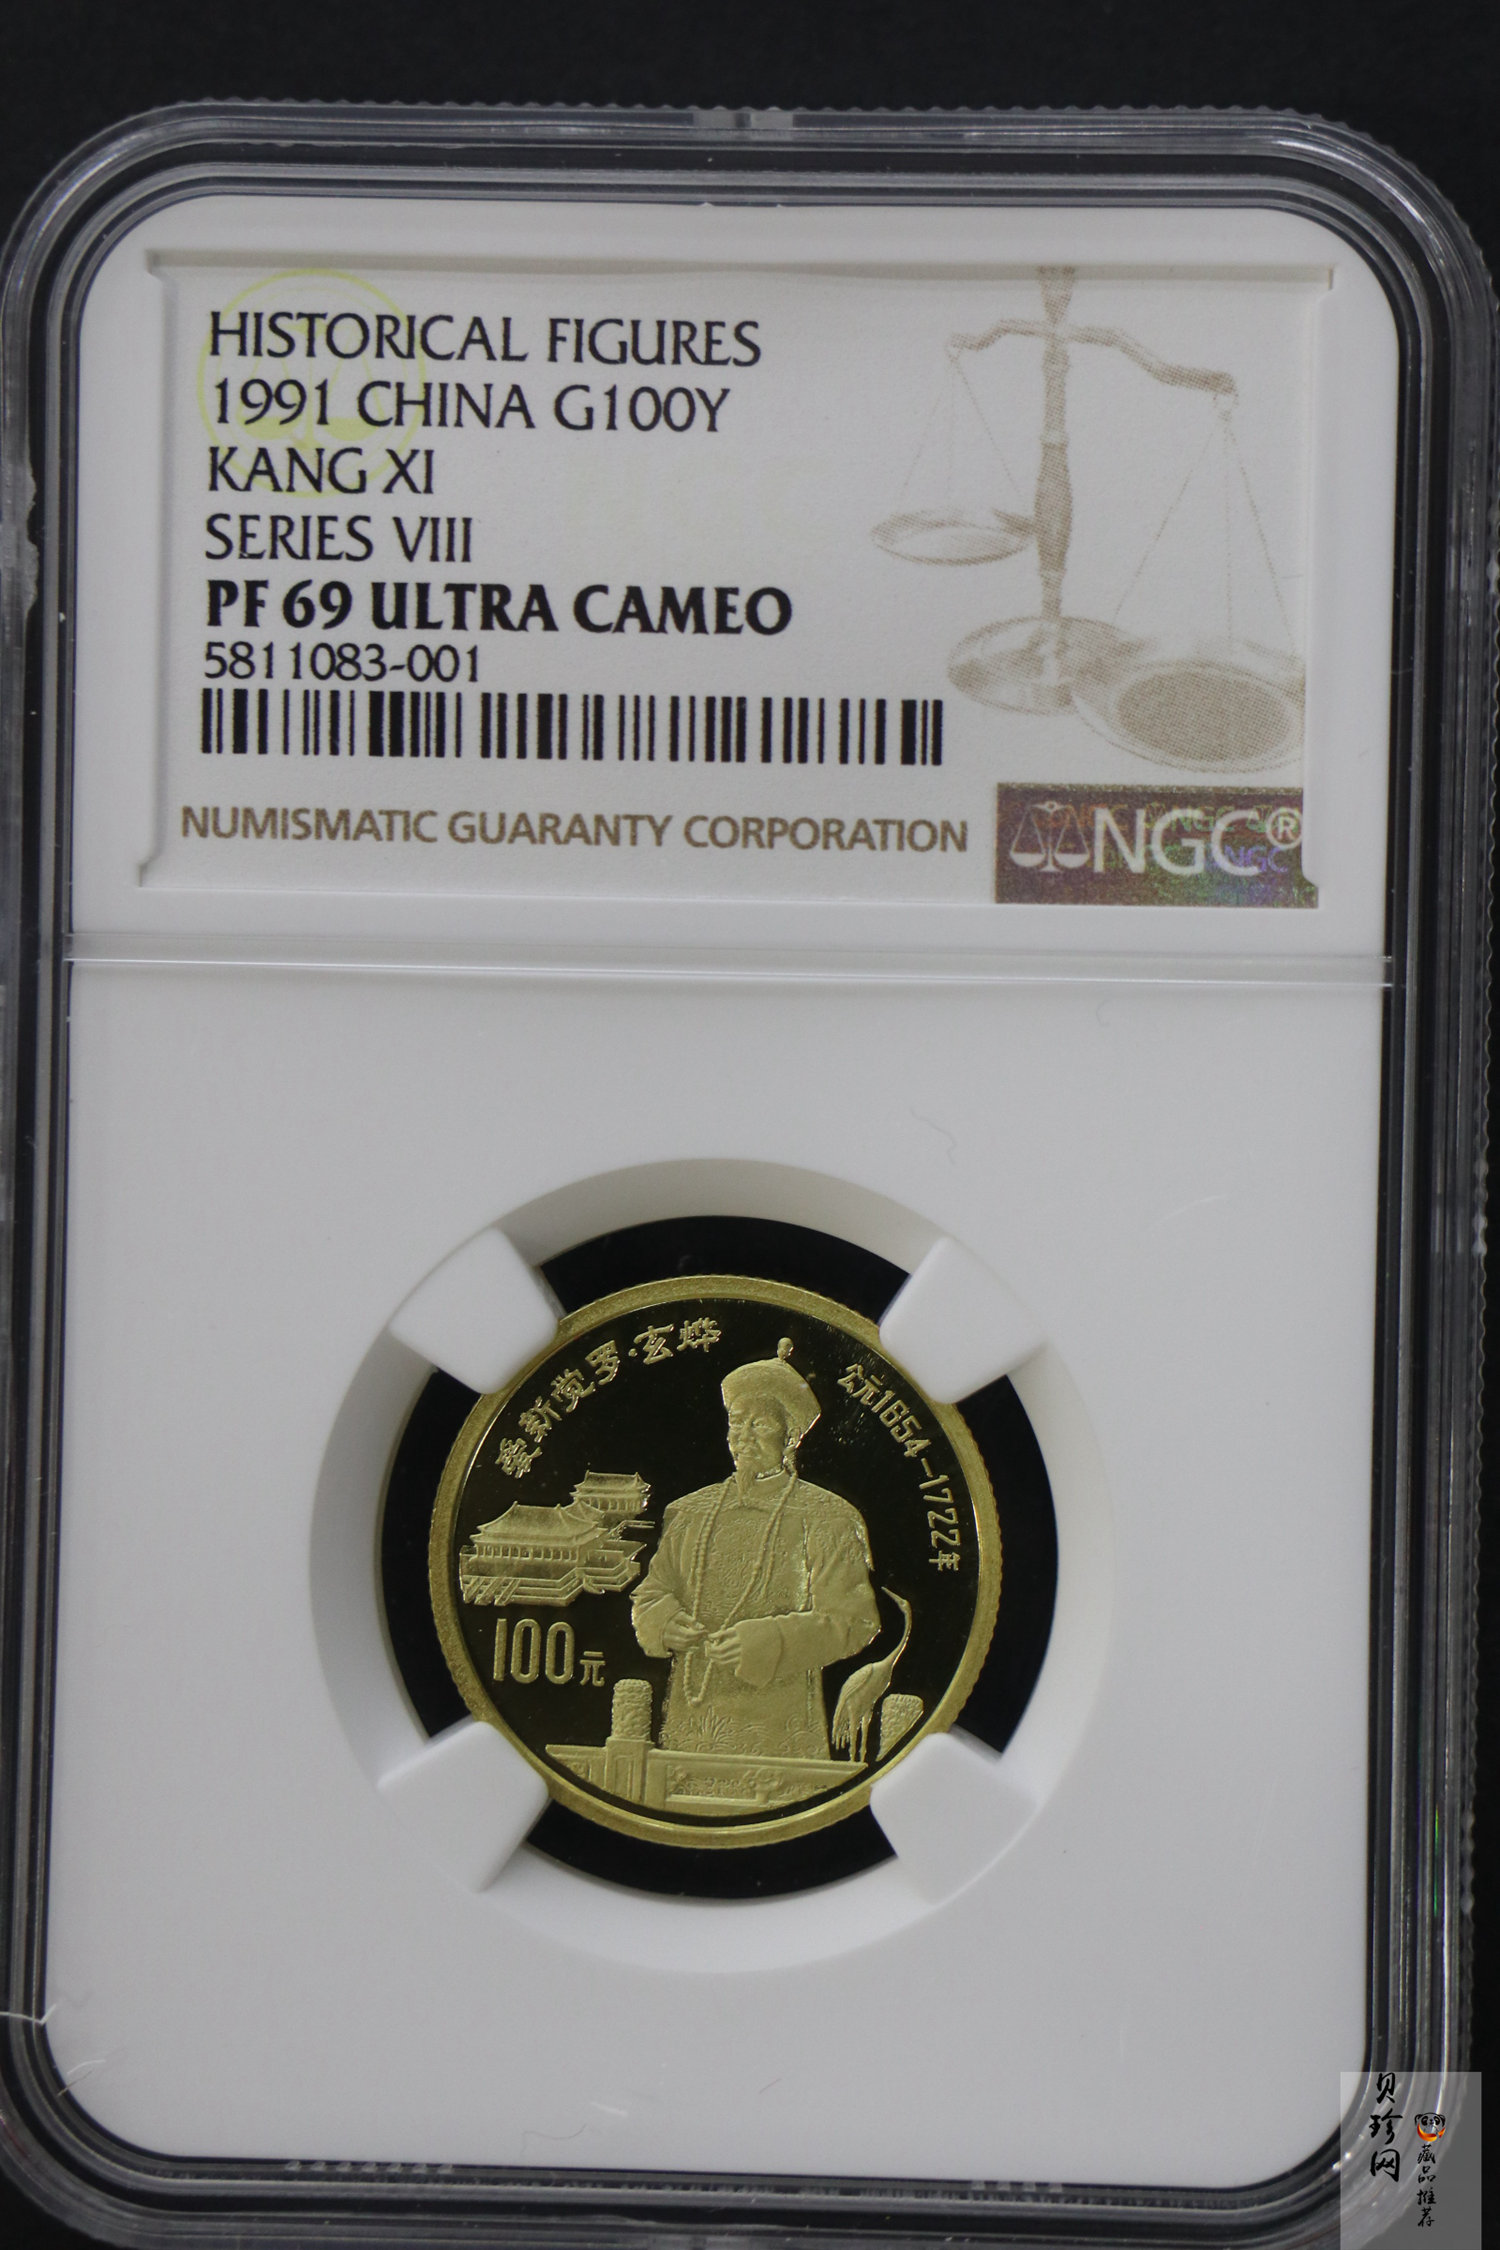 HISTORICAL FIGURES
1991 CHINA G100Y
KANG XI
SERIES VIII
PF 69 ULTRA CAMEO
5811083-001
NUMISMATIC GUARANTY CORPORATION
NGC®
爱新觉罗·玄烨
公元1654-1722年
100元
贝珍网
藏品推荐